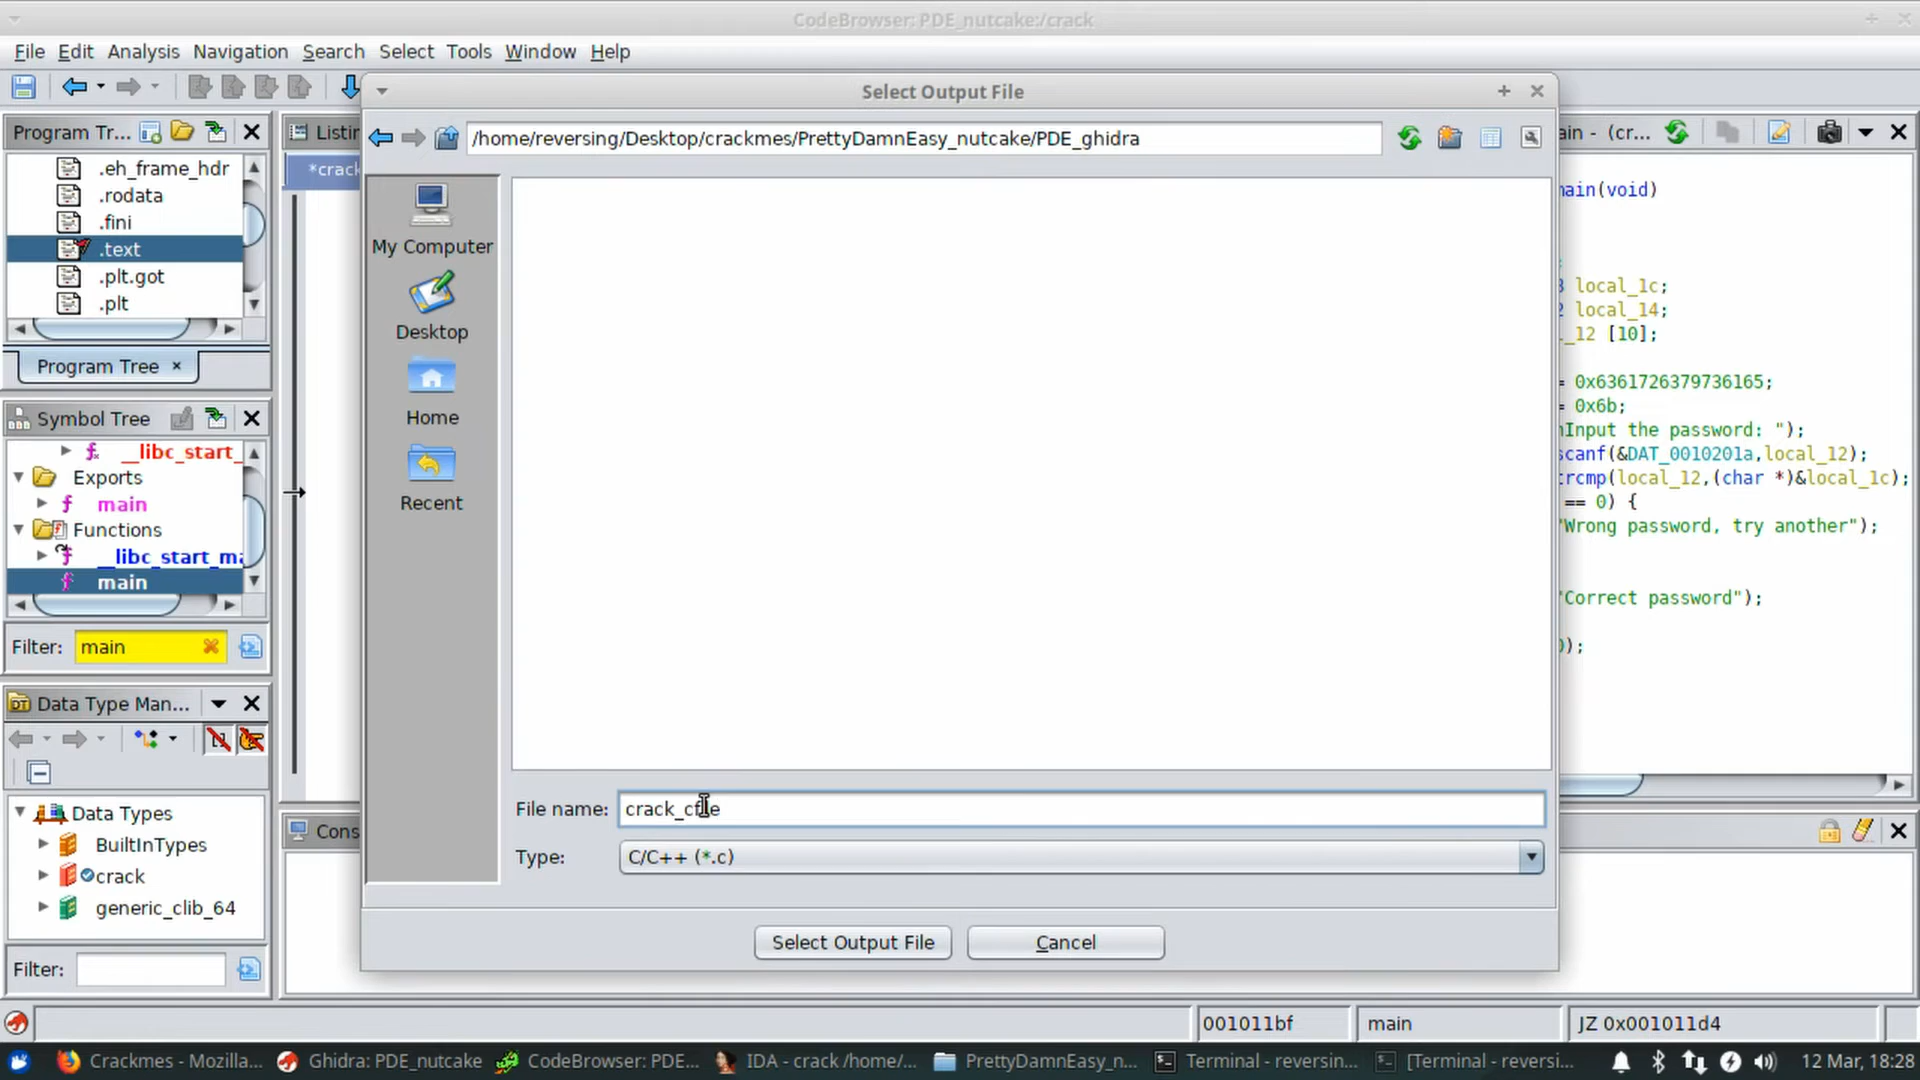 CodeBrowser: PDE_nutcake:/crack
File Edit Analysis Navigation Search Select Tools Window Help
Select Output File
Program Tr...
.eh_frame_hdr
.rodata
.fini
.text
.plt.got
.plt
Program Tree
Symbol Tree
__libc_start_
Exports
main
Functions
__libc_start_ma
main
Filter: main
Data Type Man...
Data Types
BuiltInTypes
crack
generic_clib_64
Filter:
Listin
*crack
Cons
/home/reversing/Desktop/crackmes/PrettyDamnEasy_nutcake/PDE_ghidra
My Computer
Desktop
Home
Recent
File name: crack_cfile
Type: C/C++ (*.c)
Select Output File Cancel
ain - (cr...
main(void)
local_1c;
local_14;
_12 [10];
= 0x6361726379736165;
= 0x6b;
nInput the password: ");
scanf(&DAT_0010201a,local_12);
trcmp(local_12,(char *)&local_1c);
== 0) {
"Wrong password, try another");
"Correct password");
);
001011bf main JZ 0x001011d4
Crackmes - Mozilla... Ghidra: PDE_nutcake CodeBrowser: PDE... IDA - crack /home/... PrettyDamnEasy_n... Terminal - reversin... [Terminal - reversi... 12 Mar, 18:28